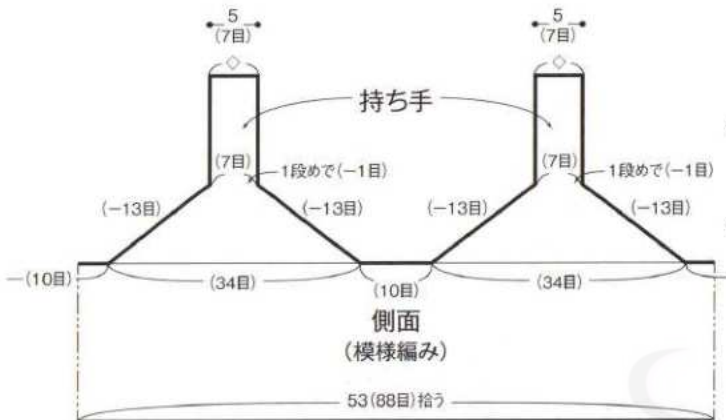 5
(7目)
◇
5
(7目)
◇
持ち手
(7目)
1段めで(-1目)
(7目)
1段めで(-1目)
(-13目)
(-13目)
(-13目)
(-13目)
(10目)
(34目)
(10目)
(34目)
側面
(模様編み)
53(88目)拾う